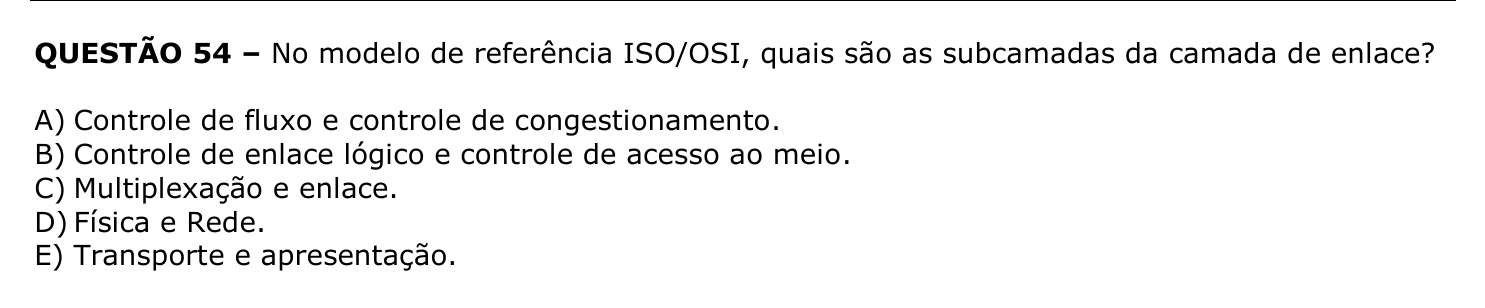 QUESTÃO 54 – No modelo de referência ISO/OSI, quais são as subcamadas da camada de enlace?
A) Controle de fluxo e controle de congestionamento.
B) Controle de enlace lógico e controle de acesso ao meio.
C) Multiplexação e enlace.
D) Física e Rede.
E) Transporte e apresentação.